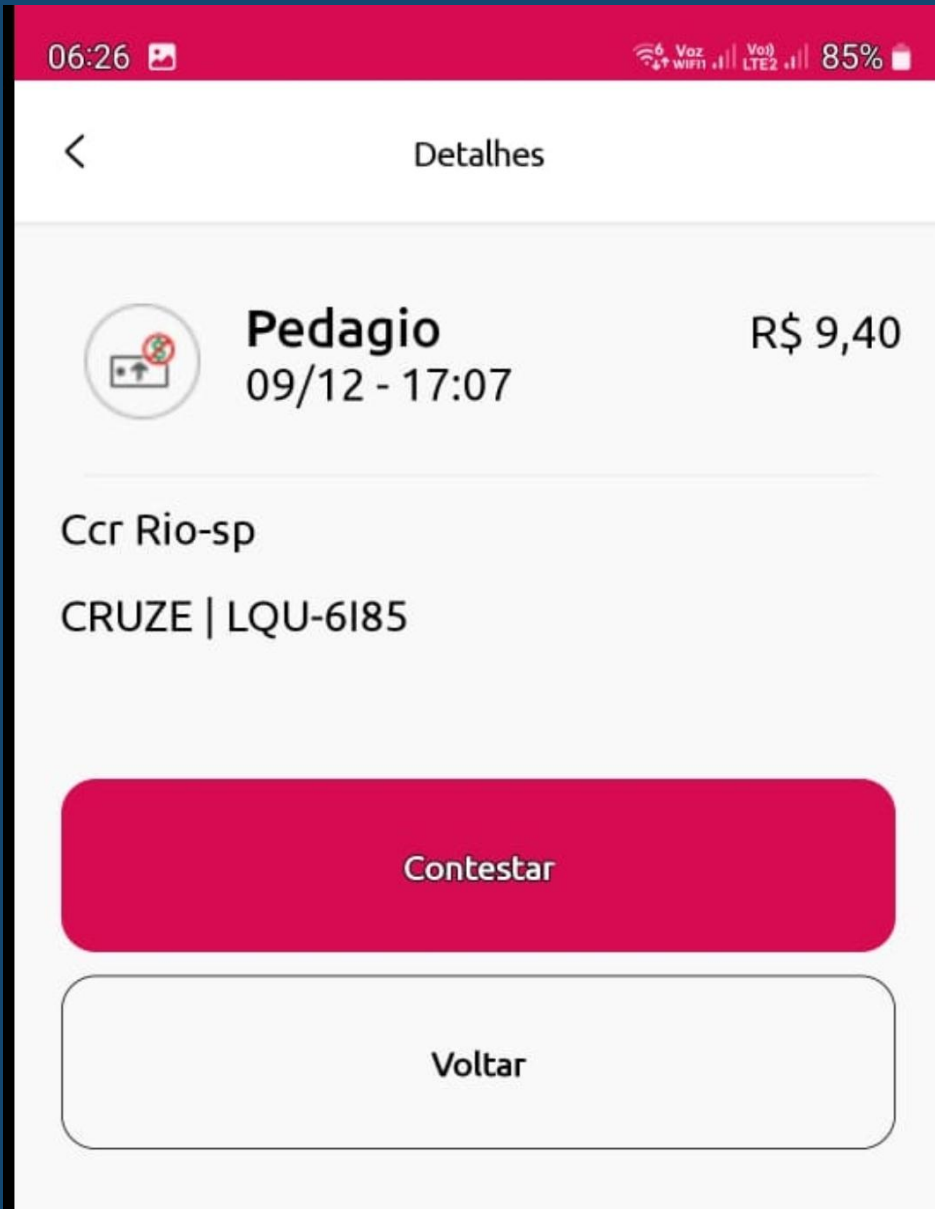 06:26
6 Voz WIFI1 Vo)) LTE2 85%
Detalhes
Pedagio
R$ 9,40
09/12 - 17:07
Ccr Rio-sp
CRUZE | LQU-6I85
Contestar
Voltar